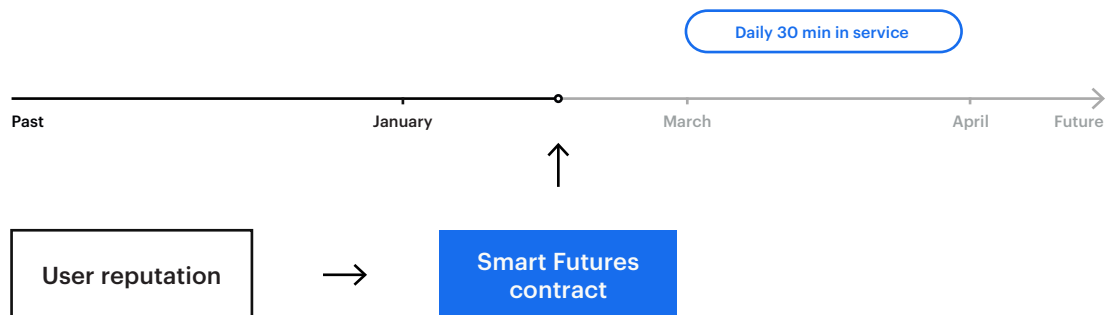 Daily 30 min in service
Past
January
March
April
Future
User reputation
Smart Futures
contract